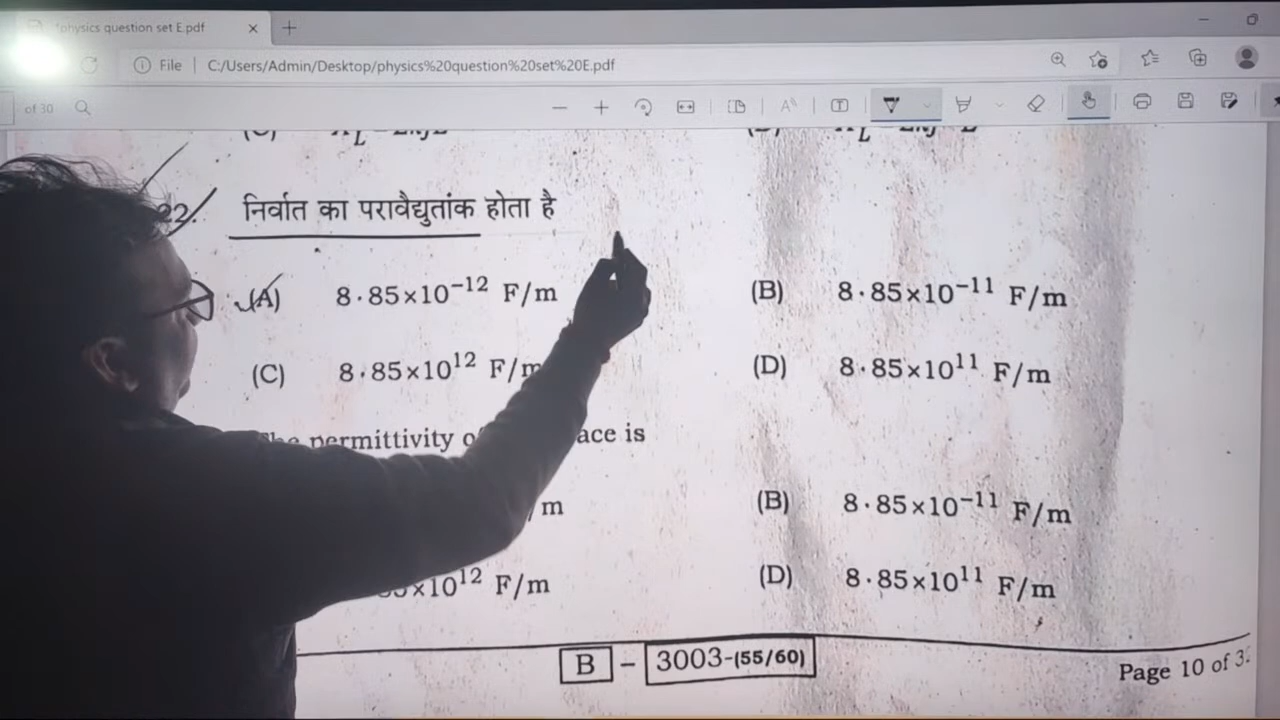 physics question set E.pdf
File C:/Users/Admin/Desktop/physics%20question%20set%20E.pdf
of 30
(C)
22. निर्वात का परावैद्युतांक होता है
(A) 8·85×10⁻¹² F/m (B) 8·85×10⁻¹¹ F/m
(C) 8·85×10¹² F/m (D) 8·85×10¹¹ F/m
permittivity is
m (B) 8·85×10⁻¹¹ F/m
×10¹² F/m (D) 8·85×10¹¹ F/m
B – 3003-(55/60)
Page 10 of